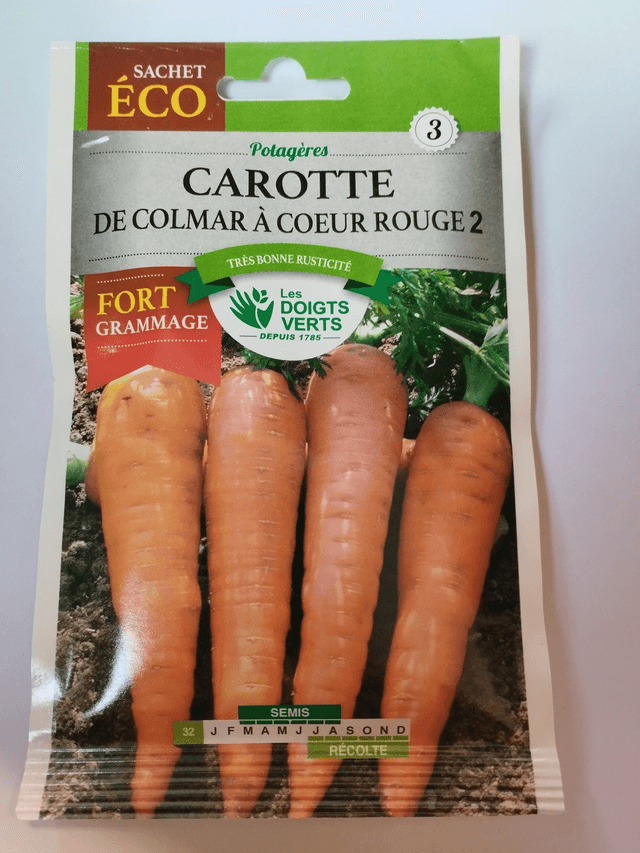 SACHET
ÉCO
3
Potagères
CAROTTE
DE COLMAR À COEUR ROUGE 2
TRÈS BONNE RUSTICITÉ
FORT
GRAMMAGE
Les
DOIGTS
VERTS
DEPUIS 1785
SEMIS
32 J F M A M J J A S O N D
RÉCOLTE